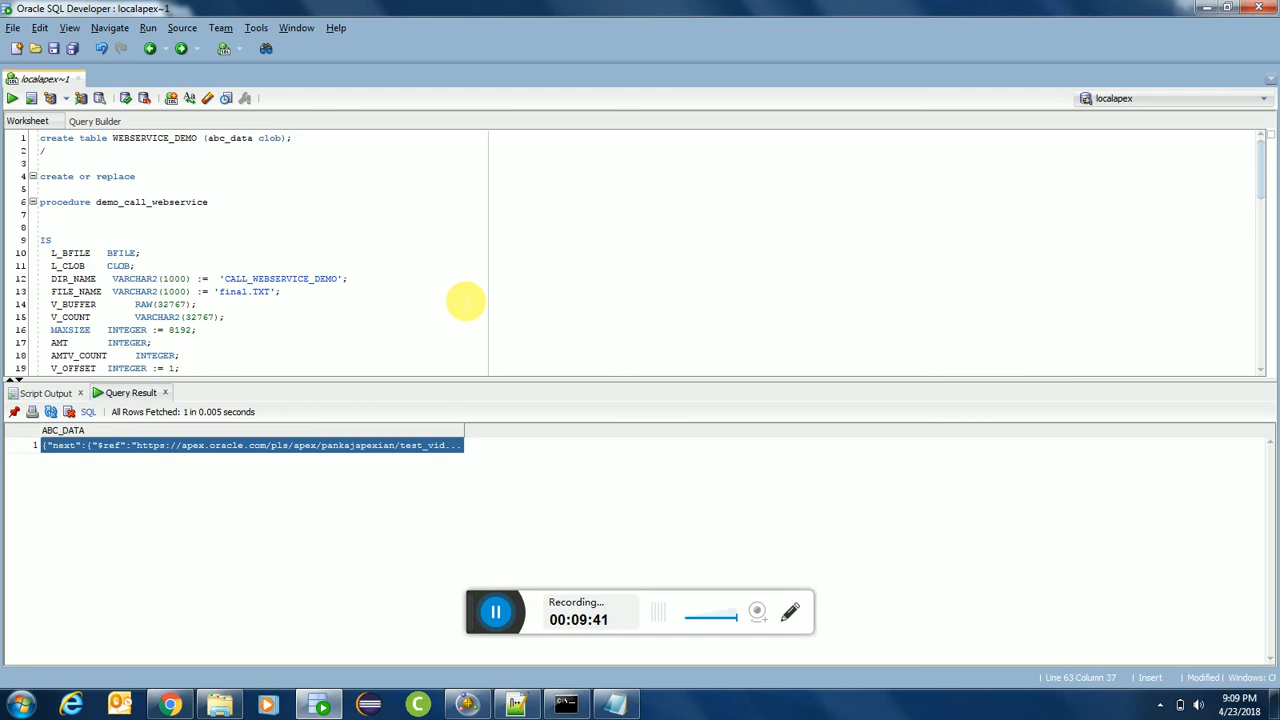 Oracle SQL Developer : localapex~1
File Edit View Navigate Run Source Team Tools Window Help
localapex~1
localapex
Worksheet Query Builder
1 create table WEBSERVICE_DEMO (abc_data clob);
2 /
3
4 create or replace
5
6 procedure demo_call_webservice
7
8
9 IS
10 L_BFILE BFILE;
11 L_CLOB CLOB;
12 DIR_NAME VARCHAR2(1000) := 'CALL_WEBSERVICE_DEMO';
13 FILE_NAME VARCHAR2(1000) := 'final.TXT';
14 V_BUFFER RAW(32767);
15 V_COUNT VARCHAR2(32767);
16 MAXSIZE INTEGER := 8192;
17 AMT INTEGER;
18 AMTV_COUNT INTEGER;
19 V_OFFSET INTEGER := 1;
Script Output Query Result
SQL All Rows Fetched: 1 in 0.005 seconds
ABC_DATA
1 {"next":{"$ref":"https://apex.oracle.com/pls/apex/pankajapexian/test_vid...
Recording...
00:09:41
Line 63 Column 37 Insert Modified Windows: C
9:09 PM
4/23/2018